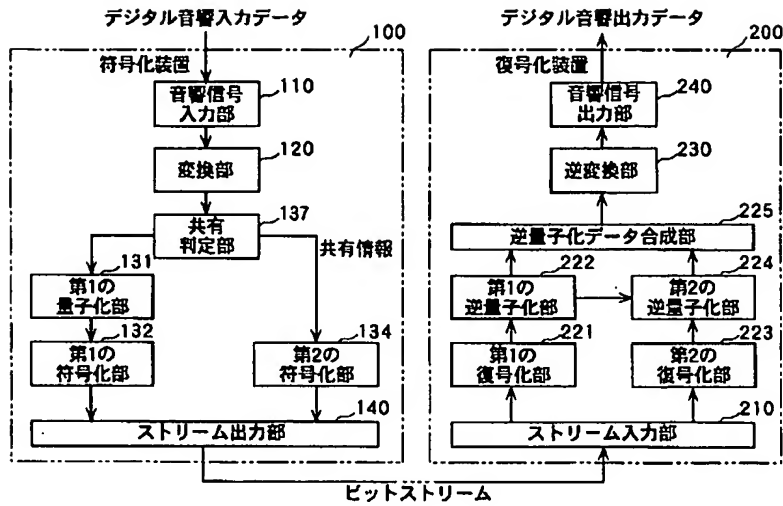 デジタル音響入力データ
100
符号化装置
音響信号
入力部
110
変換部
120
共有
判定部
137
共有情報
第1の
量子化部
131
第1の
符号化部
132
第2の
符号化部
134
ストリーム出力部
140
デジタル音響出力データ
200
復号化装置
音響信号
出力部
240
逆変換部
230
逆量子化データ合成部
225
第1の
逆量子化部
222
第2の
逆量子化部
224
第1の
復号化部
221
第2の
復号化部
223
ストリーム入力部
210
ビットストリーム